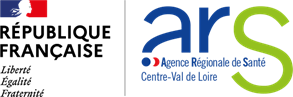 RÉPUBLIQUE
FRANÇAISE
Liberté
Égalité
Fraternité
ars
Agence Régionale de Santé
Centre-Val de Loire